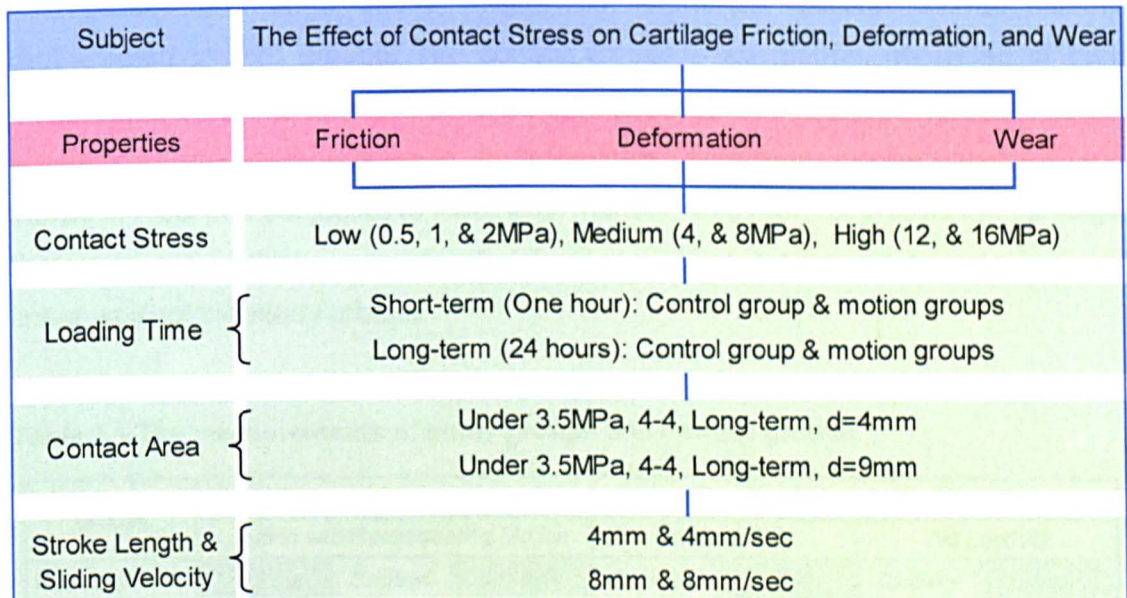 Subject
The Effect of Contact Stress on Cartilage Friction, Deformation, and Wear
Properties
Friction
Deformation
Wear
Contact Stress
Low (0.5, 1, & 2MPa), Medium (4, & 8MPa), High (12, & 16MPa)
Loading Time
Short-term (One hour): Control group & motion groups
Long-term (24 hours): Control group & motion groups
Contact Area
Under 3.5MPa, 4-4, Long-term, d=4mm
Under 3.5MPa, 4-4, Long-term, d=9mm
Stroke Length &
Sliding Velocity
4mm & 4mm/sec
8mm & 8mm/sec